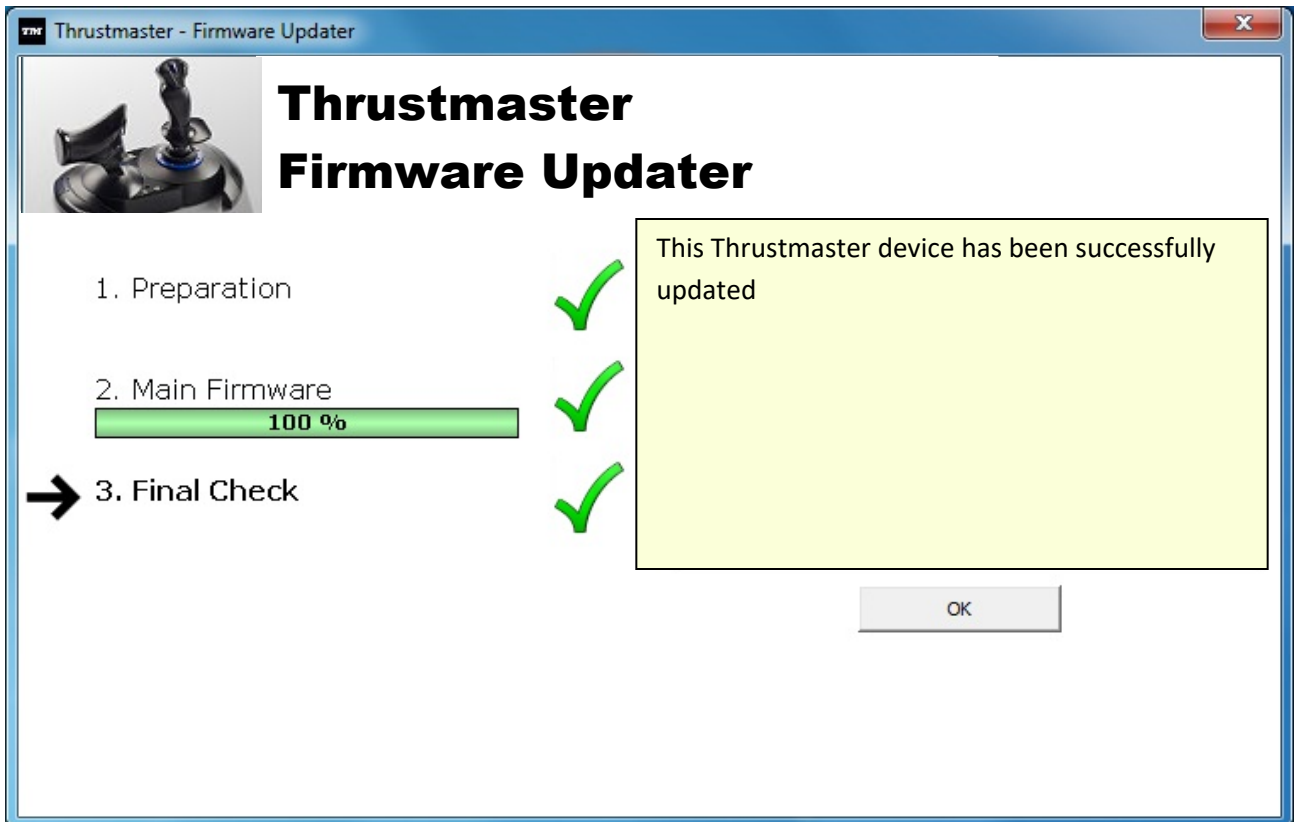 TM Thrustmaster - Firmware Updater
Thrustmaster
Firmware Updater
1. Preparation
This Thrustmaster device has been successfully
updated
2. Main Firmware
100 %
3. Final Check
OK